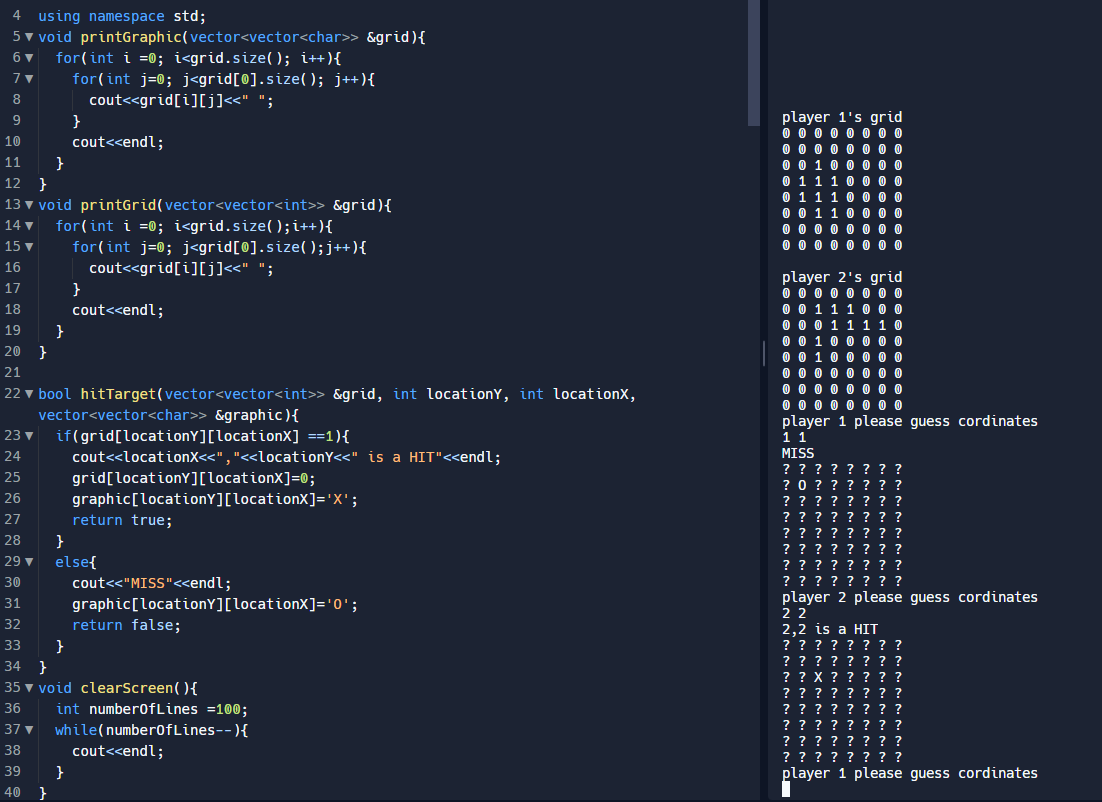 4 using namespace std;
5 ▼ void printGraphic(vector<vector<char>> &grid){
6 ▼ for(int i =0; i<grid.size(); i++){
7 ▼ for(int j=0; j<grid[0].size(); j++){
8 cout<<grid[i][j]<<" ";
9 }
10 cout<<endl;
11 }
12 }
13 ▼ void printGrid(vector<vector<int>> &grid){
14 ▼ for(int i =0; i<grid.size();i++){
15 ▼ for(int j=0; j<grid[0].size();j++){
16 cout<<grid[i][j]<<" ";
17 }
18 cout<<endl;
19 }
20 }
21
22 ▼ bool hitTarget(vector<vector<int>> &grid, int locationY, int locationX,
vector<vector<char>> &graphic){
23 ▼ if(grid[locationY][locationX] ==1){
24 cout<<locationX<<","<<locationY<<" is a HIT"<<endl;
25 grid[locationY][locationX]=0;
26 graphic[locationY][locationX]='X';
27 return true;
28 }
29 ▼ else{
30 cout<<"MISS"<<endl;
31 graphic[locationY][locationX]='O';
32 return false;
33 }
34 }
35 ▼ void clearScreen(){
36 int numberOfLines =100;
37 ▼ while(numberOfLines--){
38 cout<<endl;
39 }
40 }
player 1's grid
0 0 0 0 0 0 0 0
0 0 0 0 0 0 0 0
0 0 1 0 0 0 0 0
0 1 1 1 0 0 0 0
0 1 1 1 0 0 0 0
0 0 1 1 0 0 0 0
0 0 0 0 0 0 0 0
0 0 0 0 0 0 0 0
player 2's grid
0 0 0 0 0 0 0 0
0 0 1 1 1 0 0 0
0 0 0 1 1 1 1 0
0 0 1 0 0 0 0 0
0 0 1 0 0 0 0 0
0 0 0 0 0 0 0 0
0 0 0 0 0 0 0 0
0 0 0 0 0 0 0 0
player 1 please guess cordinates
1 1
MISS
? ? ? ? ? ? ? ?
? O ? ? ? ? ? ?
? ? ? ? ? ? ? ?
? ? ? ? ? ? ? ?
? ? ? ? ? ? ? ?
? ? ? ? ? ? ? ?
? ? ? ? ? ? ? ?
? ? ? ? ? ? ? ?
player 2 please guess cordinates
2 2
2,2 is a HIT
? ? ? ? ? ? ? ?
? ? ? ? ? ? ? ?
? ? X ? ? ? ? ?
? ? ? ? ? ? ? ?
? ? ? ? ? ? ? ?
? ? ? ? ? ? ? ?
? ? ? ? ? ? ? ?
? ? ? ? ? ? ? ?
player 1 please guess cordinates